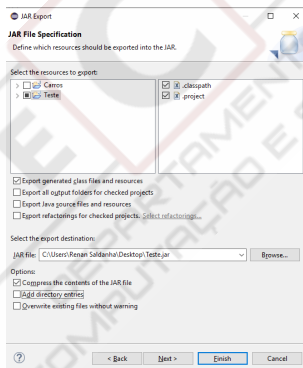 JAR Export
JAR File Specification
Define which resources should be exported into the JAR.
Select the resources to export:
Carros
Teste
.classpath
.project
Export generated class files and resources
Export all output folders for checked projects
Export Java source files and resources
Export refactorings for checked projects. Select refactorings...
Select the export destination:
JAR file: C:\Users\Renan Saldanha\Desktop\Teste.jar
Browse...
Options:
Compress the contents of the JAR file
Add directory entries
Overwrite existing files without warning
? < Back Next > Finish Cancel